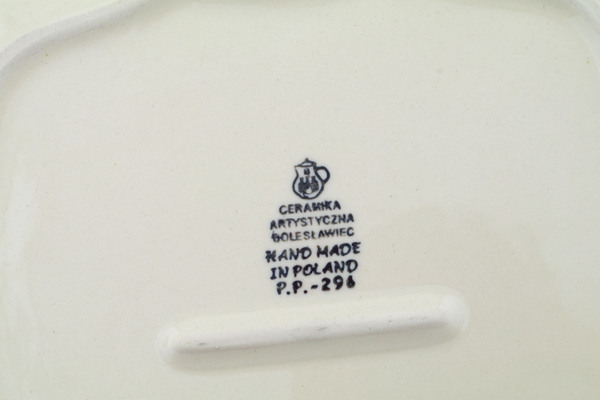 CERAMIKA
ARTYSTYCZNA
BOLESŁAWIEC
HAND MADE
IN POLAND
P.P.-296